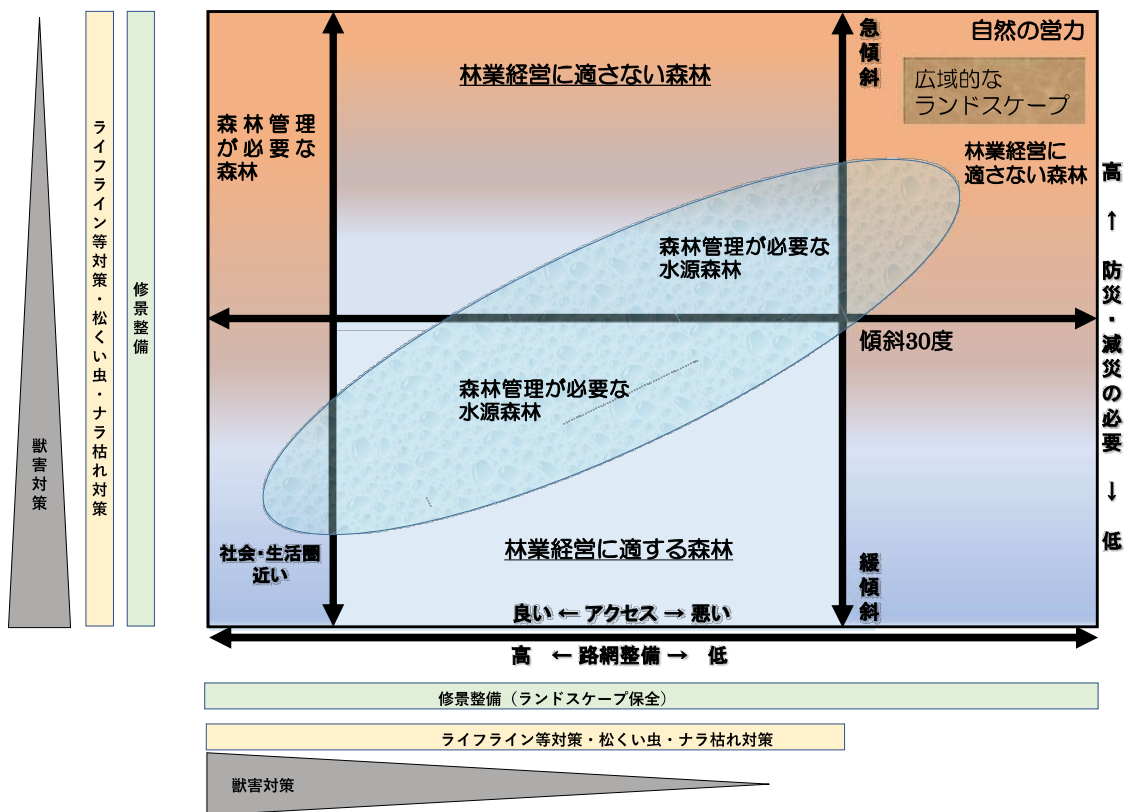 ライフライン等対策・松くい虫・ナラ枯れ対策
修景整備
獣害対策
急傾斜
自然の営力
広域的な
ランドスケープ
林業経営に適さない森林
森林管理
が必要な
森林
林業経営に
適さない森林
高 ← 防災・減災の必要 → 低
森林管理が必要な
水源森林
傾斜30度
森林管理が必要な
水源森林
社会・生活圏
近い
林業経営に適する森林
緩傾斜
良い ← アクセス → 悪い
高 ← 路網整備 → 低
修景整備（ランドスケープ保全）
ライフライン等対策・松くい虫・ナラ枯れ対策
獣害対策